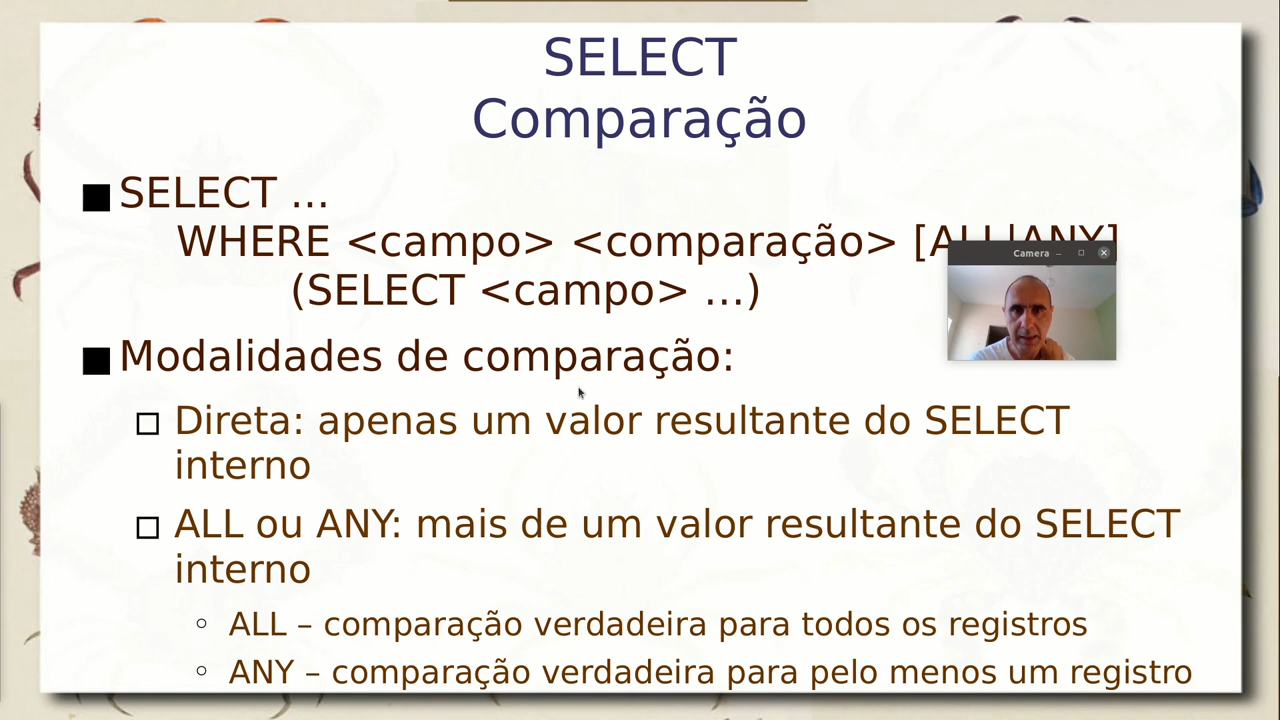 SELECT
Comparação
SELECT ...
WHERE <campo> <comparação> [ALL|ANY]
(SELECT <campo> ...)
Camera
Modalidades de comparação:
Direta: apenas um valor resultante do SELECT
interno
ALL ou ANY: mais de um valor resultante do SELECT
interno
ALL – comparação verdadeira para todos os registros
ANY – comparação verdadeira para pelo menos um registro